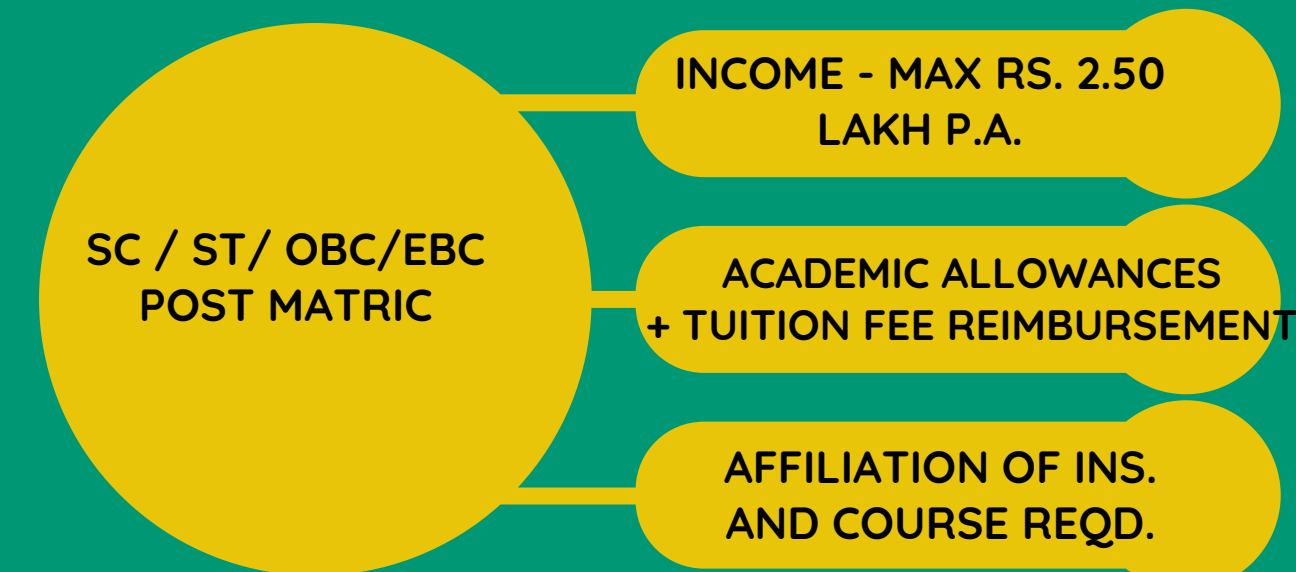 SC / ST/ OBC/EBC
POST MATRIC
INCOME - MAX RS. 2.50
LAKH P.A.
ACADEMIC ALLOWANCES
+ TUITION FEE REIMBURSEMENT
AFFILIATION OF INS.
AND COURSE REQD.